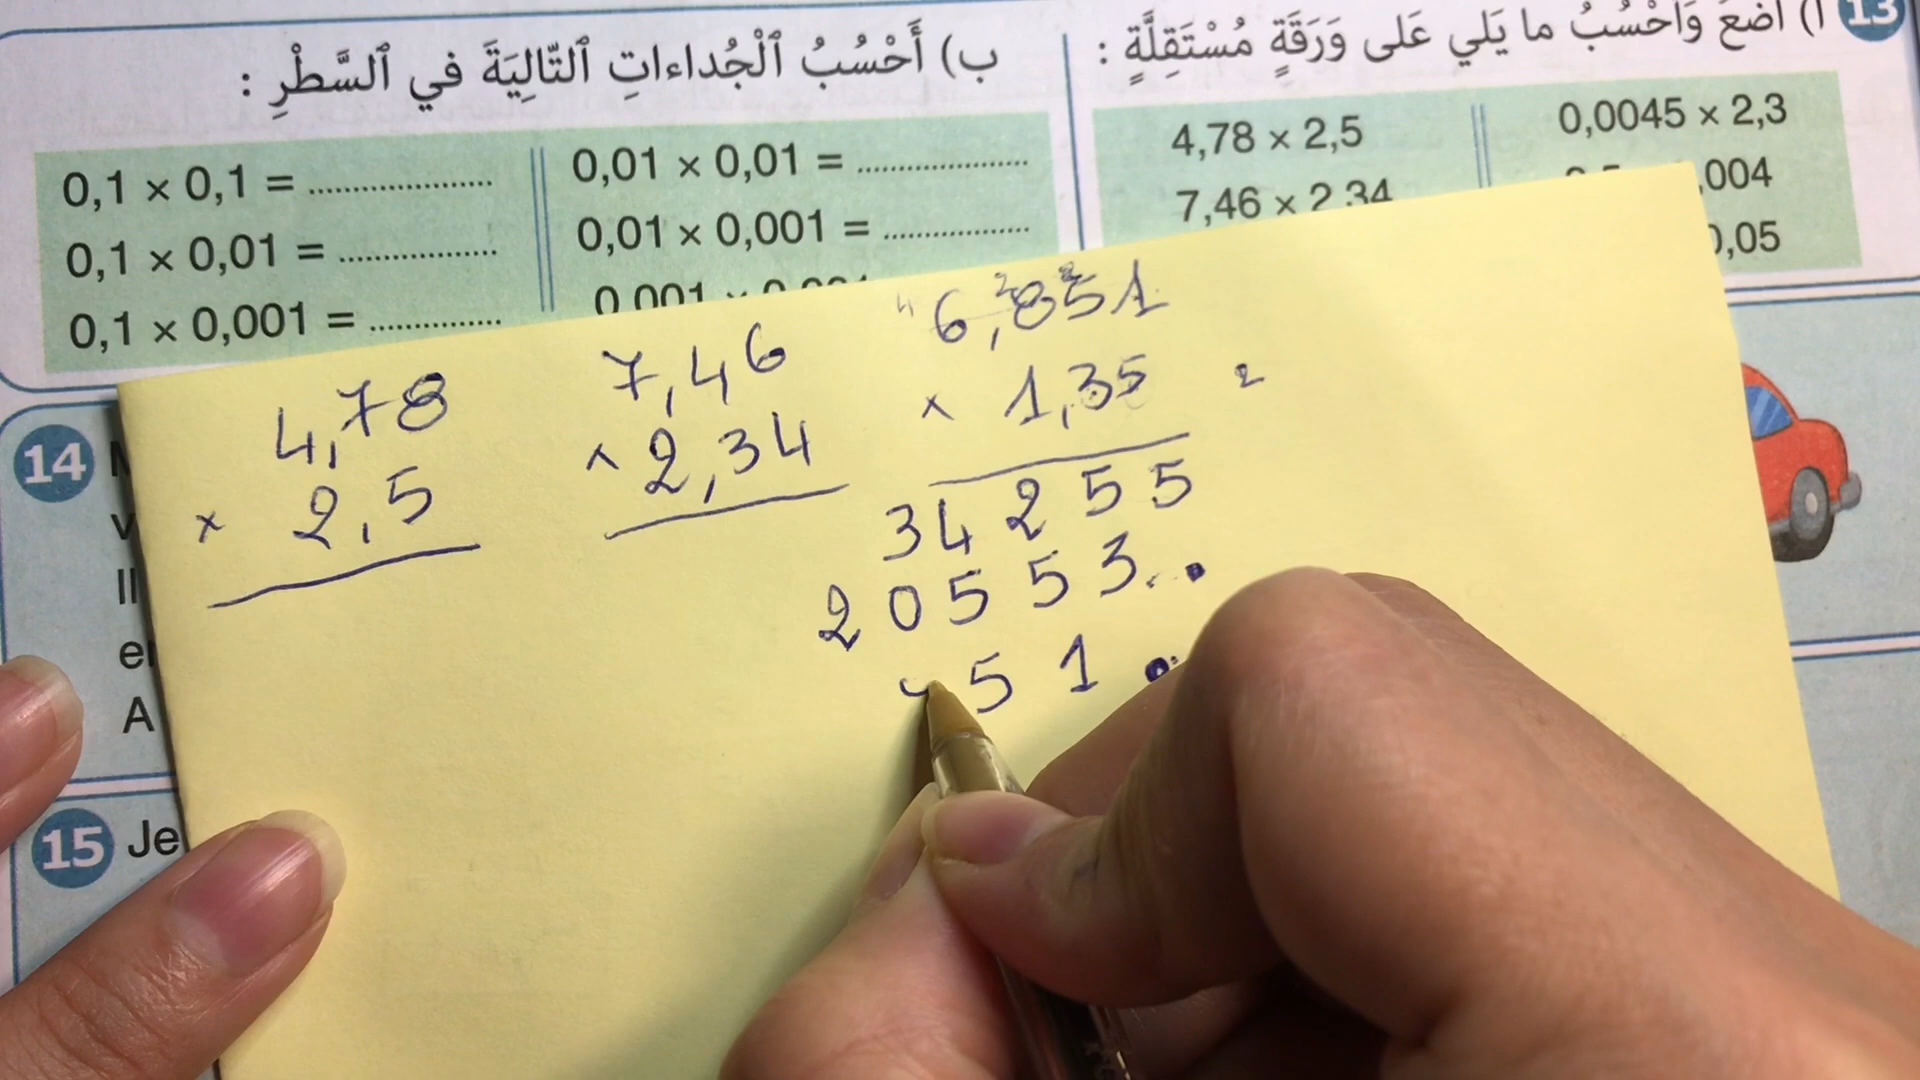 13 أ) أَضَعُ وَأَحْسُبُ ما يَلي عَلى وَرَقَةٍ مُسْتَقِلَّةٍ :
4,78 × 2,5
0,0045 × 2,3
7,46 × 2,34
,004
,05
ب) أَحْسُبُ ٱلْجُداءاتِ ٱلتّالِيَةَ في ٱلسَّطْرِ :
0,1 × 0,1 = ....................
0,01 × 0,01 = ....................
0,1 × 0,01 = ..................
0,01 × 0,001 = .................
0,1 × 0,001 = ...............
0,001
14
15 Je
A
4,78
× 2,5
7,46
× 2,34
6,851
× 1,35
2
34255
20553..
51.